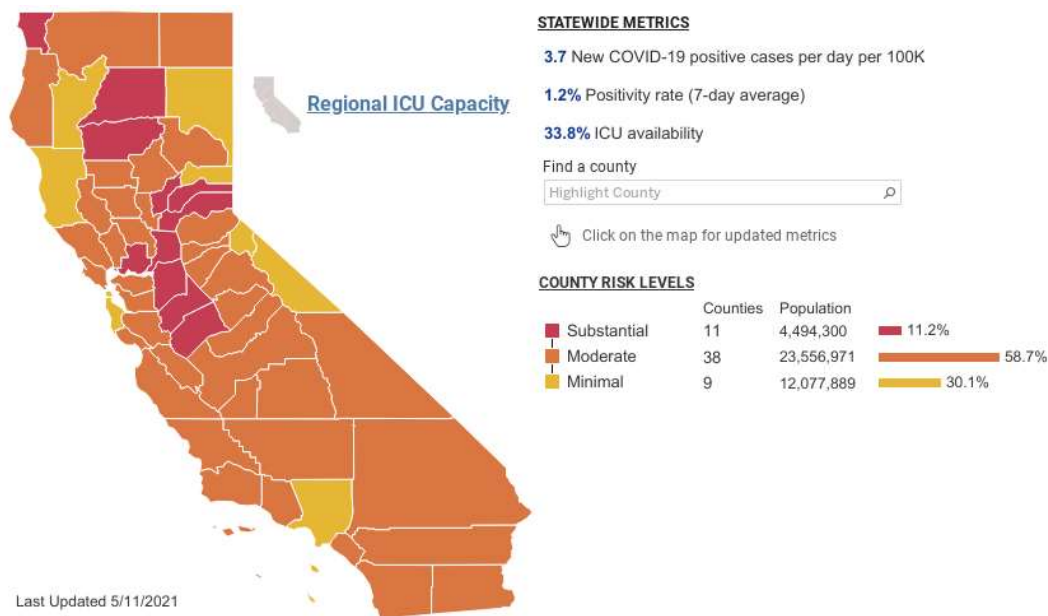 STATEWIDE METRICS
3.7 New COVID-19 positive cases per day per 100K
Regional ICU Capacity
1.2% Positivity rate (7-day average)
33.8% ICU availability
Find a county
Highlight County
Click on the map for updated metrics
COUNTY RISK LEVELS
Counties Population
Substantial 11 4,494,300 11.2%
Moderate 38 23,556,971 58.7%
Minimal 9 12,077,889 30.1%
Last Updated 5/11/2021